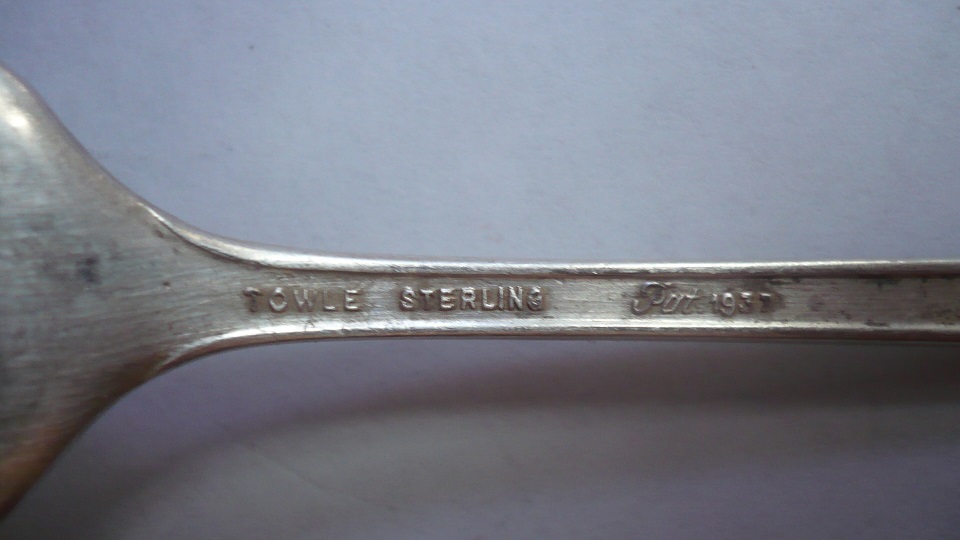 TOWLE STERLING Pat. 1937